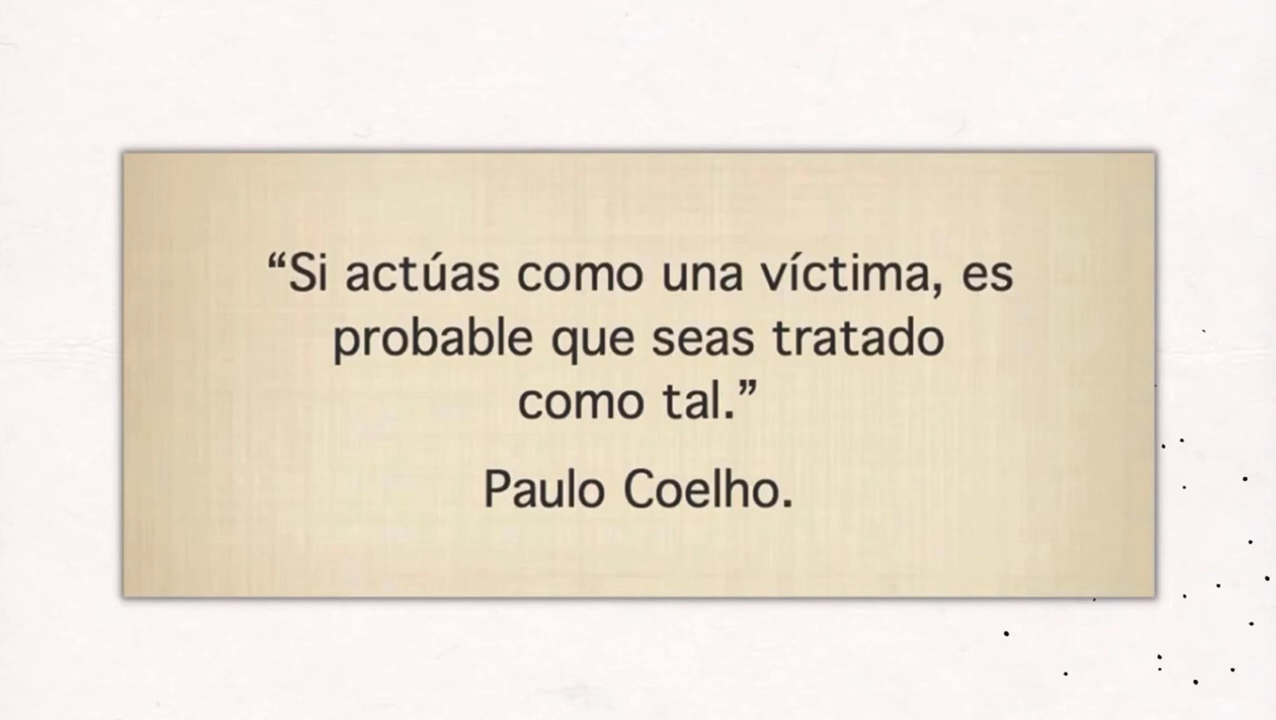 “Si actúas como una víctima, es
probable que seas tratado
como tal.”
Paulo Coelho.